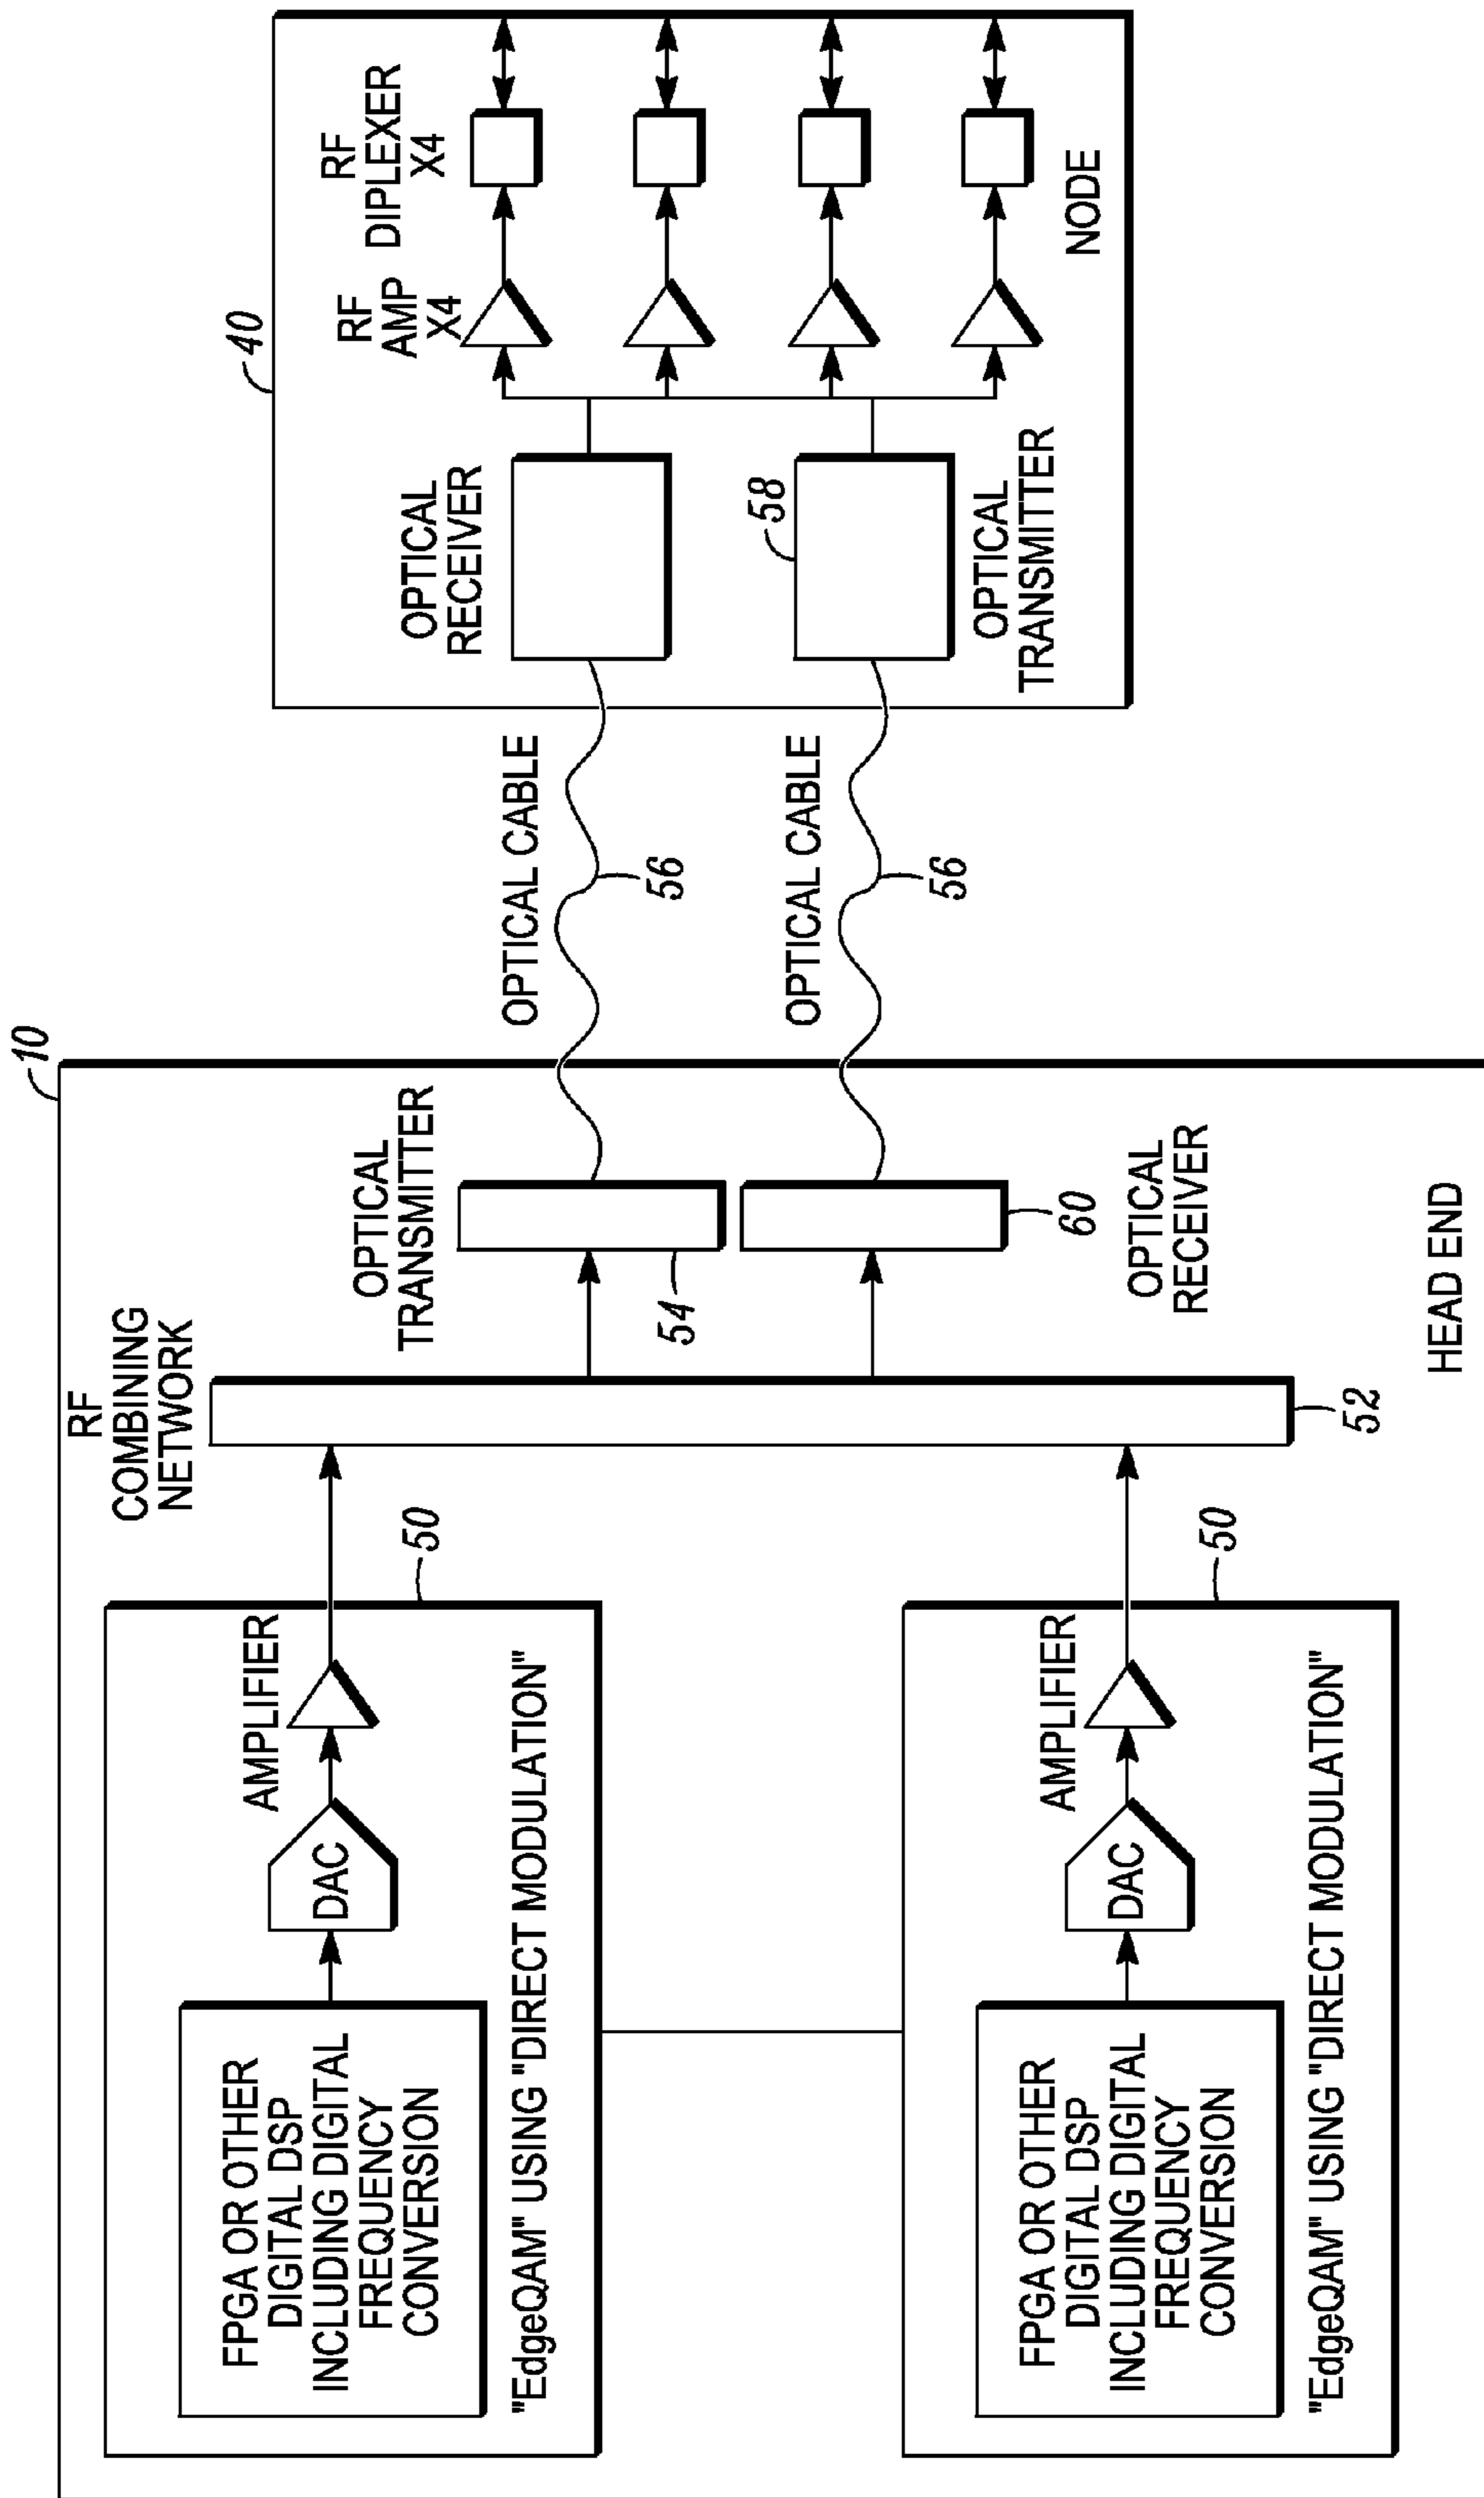 10
RF
COMBINING
NETWORK
50
AMPLIFIER
DAC
FPGA OR OTHER
DIGITAL DSP
INCLUDING DIGITAL
FREQUENCY
CONVERSION
"EdgeQAM" USING "DIRECT MODULATION"
50
AMPLIFIER
DAC
FPGA OR OTHER
DIGITAL DSP
INCLUDING DIGITAL
FREQUENCY
CONVERSION
"EdgeQAM" USING "DIRECT MODULATION"
52
OPTICAL
TRANSMITTER
54
60
OPTICAL
RECEIVER
HEAD END
OPTICAL CABLE
56
OPTICAL CABLE
56
40
OPTICAL
RECEIVER
58
OPTICAL
TRANSMITTER
RF
AMP
X4
RF
DIPLEXER
X4
NODE